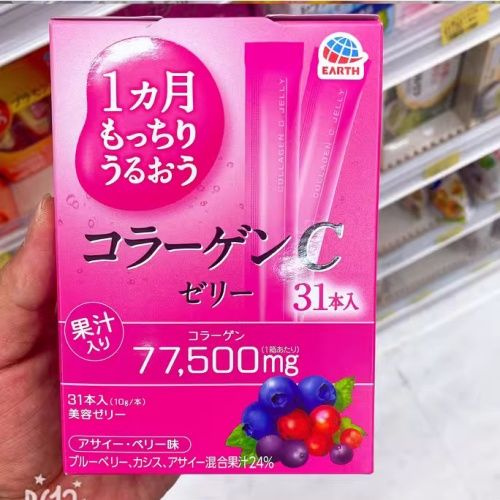 EARTH
COLLAGEN C JELLY
COLLAGEN C JELLY
1ヵ月
もっちり
うるおう
コラーゲンC
ゼリー
31本入
果汁
入り
コラーゲン
77,500mg
(1箱あたり)
31本入(10g/本)
美容ゼリー
アサイー・ベリー味
ブルーベリー、カシス、アサイー混合果汁24%